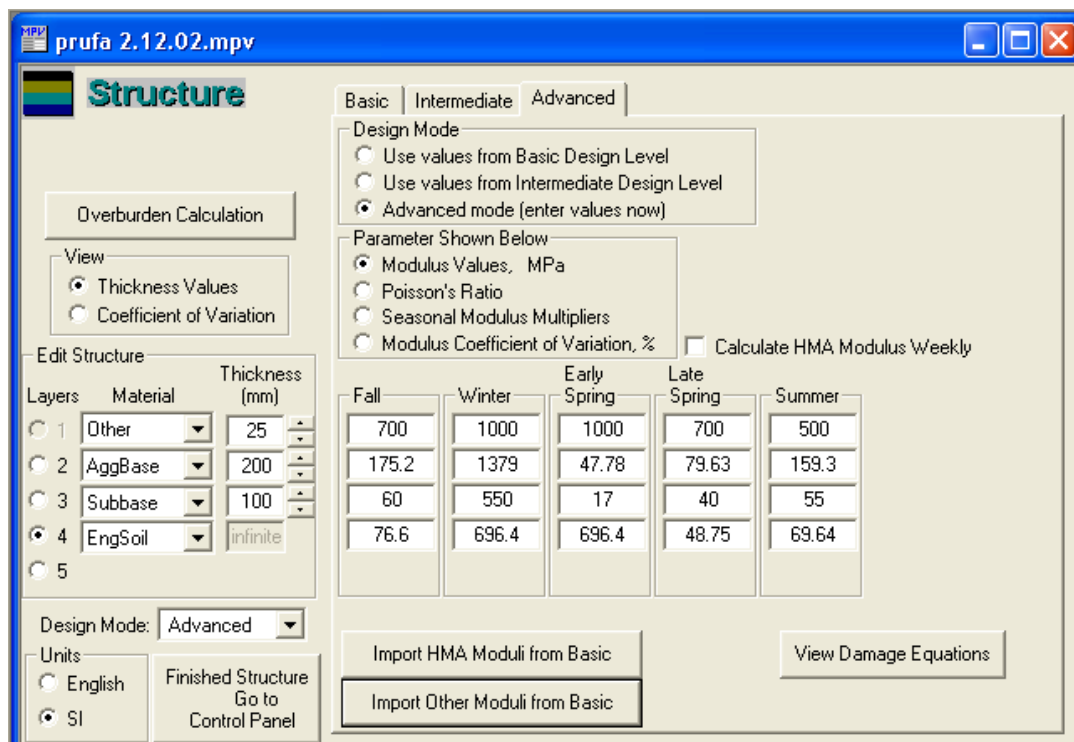 MPV prufa 2.12.02.mpv
Structure
Overburden Calculation
View
Thickness Values
Coefficient of Variation
Edit Structure
Layers Material Thickness (mm)
1 Other 25
2 AggBase 200
3 Subbase 100
4 EngSoil infinite
5
Design Mode: Advanced
Units
English
SI
Finished Structure
Go to
Control Panel
Basic Intermediate Advanced
Design Mode
Use values from Basic Design Level
Use values from Intermediate Design Level
Advanced mode (enter values now)
Parameter Shown Below
Modulus Values, MPa
Poisson's Ratio
Seasonal Modulus Multipliers
Modulus Coefficient of Variation, %
Calculate HMA Modulus Weekly
Fall Winter Early Spring Late Spring Summer
700 1000 1000 700 500
175.2 1379 47.78 79.63 159.3
60 550 17 40 55
76.6 696.4 696.4 48.75 69.64
Import HMA Moduli from Basic
Import Other Moduli from Basic
View Damage Equations